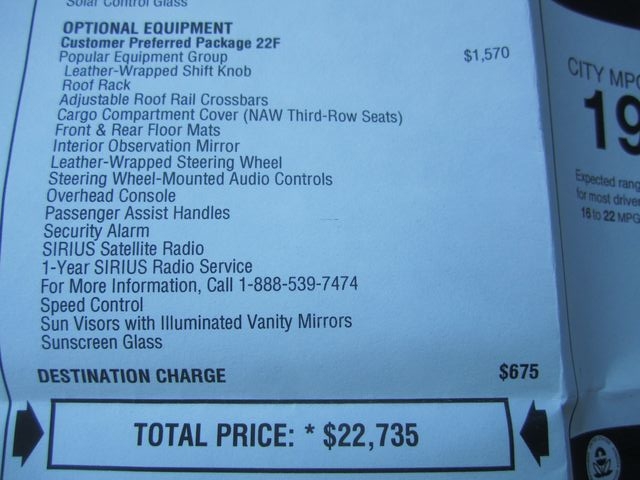 Solar Control Glass
OPTIONAL EQUIPMENT
Customer Preferred Package 22F
Popular Equipment Group $1,570
Leather-Wrapped Shift Knob
Roof Rack
Adjustable Roof Rail Crossbars
Cargo Compartment Cover (NAW Third-Row Seats)
Front & Rear Floor Mats
Interior Observation Mirror
Leather-Wrapped Steering Wheel
Steering Wheel-Mounted Audio Controls
Overhead Console
Passenger Assist Handles
Security Alarm
SIRIUS Satellite Radio
1-Year SIRIUS Radio Service
For More Information, Call 1-888-539-7474
Speed Control
Sun Visors with Illuminated Vanity Mirrors
Sunscreen Glass
DESTINATION CHARGE $675
TOTAL PRICE: * $22,735
CITY MPG
19
Expected rang
for most driver
16 to 22 MPG